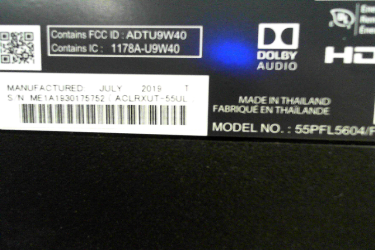 Contains FCC ID : ADTU9W40
Contains IC : 1178A-U9W40
DOLBY
AUDIO
MANUFACTURED JULY 2019 T
S/N: ME1A1930175752 / ACLRXUT-55UL
MADE IN THAILAND
FABRIQUÉ EN THAÏLANDE
MODEL NO. : 55PFL5604/F